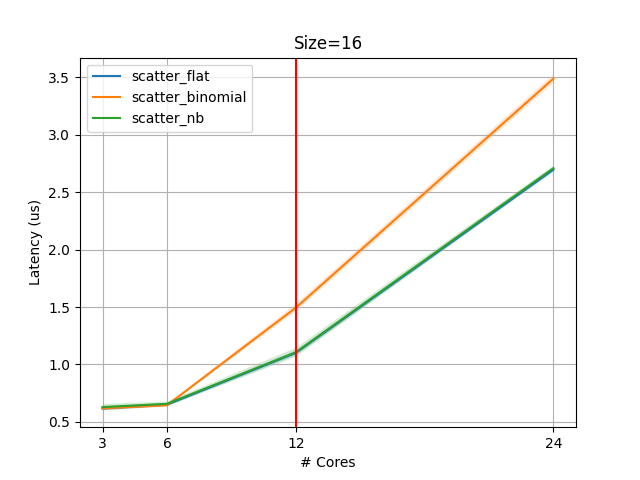 Size=16
scatter_flat
scatter_binomial
scatter_nb
3.5
3.0
2.5
2.0
1.5
1.0
0.5
Latency (us)
3 6 12 24
# Cores